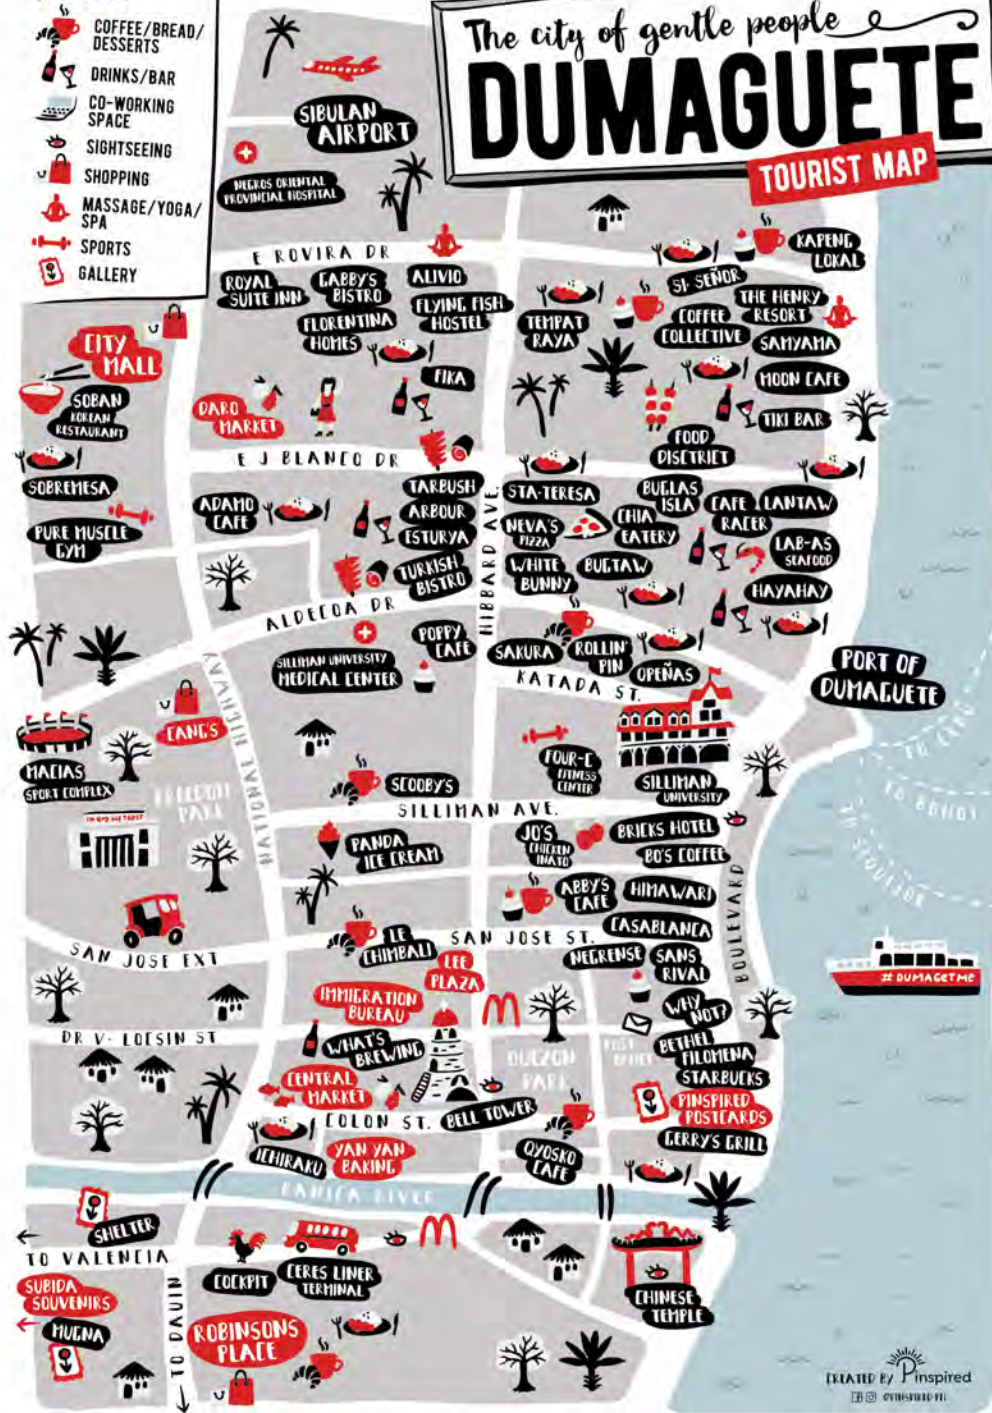 COFFEE/BREAD/
DESSERTS
DRINKS/BAR
CO-WORKING
SPACE
SIGHTSEEING
SHOPPING
MASSAGE/YOGA/
SPA
SPORTS
GALLERY
The city of gentle people
DUMAGUETE
TOURIST MAP
SIBULAN
AIRPORT
NEGROS ORIENTAL
PROVINCIAL HOSPITAL
E ROVIRA DR
KAPENG
LOKAL
SI SEÑOR
ROYAL
SUITE INN
GABBY'S
BISTRO
ALIVIO
FLORENTINA
HOMES
FLYING FISH
HOSTEL
TEMPAT
RAYA
THE HENRY
RESORT
COFFEE
COLLECTIVE
SAMYAMA
CITY
MALL
FIKA
MOON CAFE
SOBAN
KOREAN
RESTAURANT
DARO
MARKET
TIKI BAR
FOOD
DISCTRICT
E J BLANCO DR
SOBREMESA
PURE MUSCLE
GYM
ADAMO
CAFE
TARBUSH
ARBOUR
ESTURYA
TURKISH
BISTRO
HIBBARD AVE.
STA·TERESA
BUGLAS
ISLA
CAFE
RACER
LANTAW
NEVA'S
PIZZA
CHIA
EATERY
LAB-AS
SEAFOOD
WHITE
BUNNY
BUGTAW
HAYAHAY
ALDECOA DR
POPPY
CAFE
SILLIMAN UNIVERSITY
MEDICAL CENTER
SAKURA
ROLLIN'
PIN
OPEÑAS
KATADA ST.
PORT OF
DUMAGUETE
NATIONAL HIGHWAY
CANG'S
MACIAS
SPORT COMPLEX
FREEDOM
PARK
IN GOD WE TRUST
FOUR-C
FITNESS
CENTER
SILLIMAN
UNIVERSITY
TO CEBU
TO BOHOL
TO SIQUIJOR
SCOOBY'S
SILLIMAN AVE.
PANDA
ICE CREAM
JO'S
CHICKEN
INATO
BRICKS HOTEL
BO'S COFFEE
ABBY'S
CAFE
HIMAWARI
CASABLANCA
BOULEVARD
LE
CHIMBALI
SAN JOSE ST.
SAN JOSE EXT
NEGRENSE
SANS
RIVAL
LEE
PLAZA
#DUMAGETME
IMMIGRATION
BUREAU
WHY
NOT?
DR V. LOCSIN ST
WHAT'S
BREWING
QUEZON
PARK
POST
OFFICE
BETHEL
FILOMENA
STARBUCKS
CENTRAL
MARKET
COLON ST.
BELL TOWER
PINSPIRED
POSTCARDS
GERRY'S GRILL
ICHIRAKU
YAN YAN
BAKING
QYOSKO
CAFE
BANICA RIVER
SHELTER
TO VALENCIA
COCKPIT
CERES LINER
TERMINAL
SUBIDA
SOUVENIRS
MUGNA
TO DAUIN
CHINESE
TEMPLE
ROBINSONS
PLACE
CREATED BY Pinspired